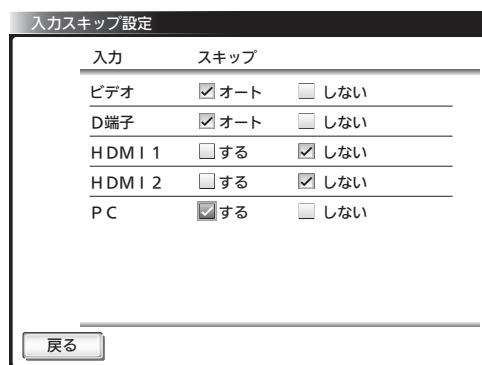 入力スキップ設定
入力 スキップ
ビデオ オート しない
D端子 オート しない
HDMI1 する しない
HDMI2 する しない
PC する しない
戻る